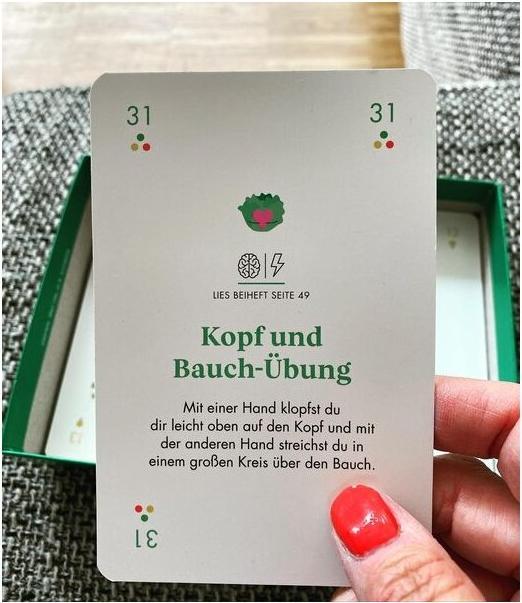 31
31
LIES BEIHEFT SEITE 49
Kopf und
Bauch-Übung
Mit einer Hand klopfst du
dir leicht oben auf den Kopf und mit
der anderen Hand streichst du in
einem großen Kreis über den Bauch.
31